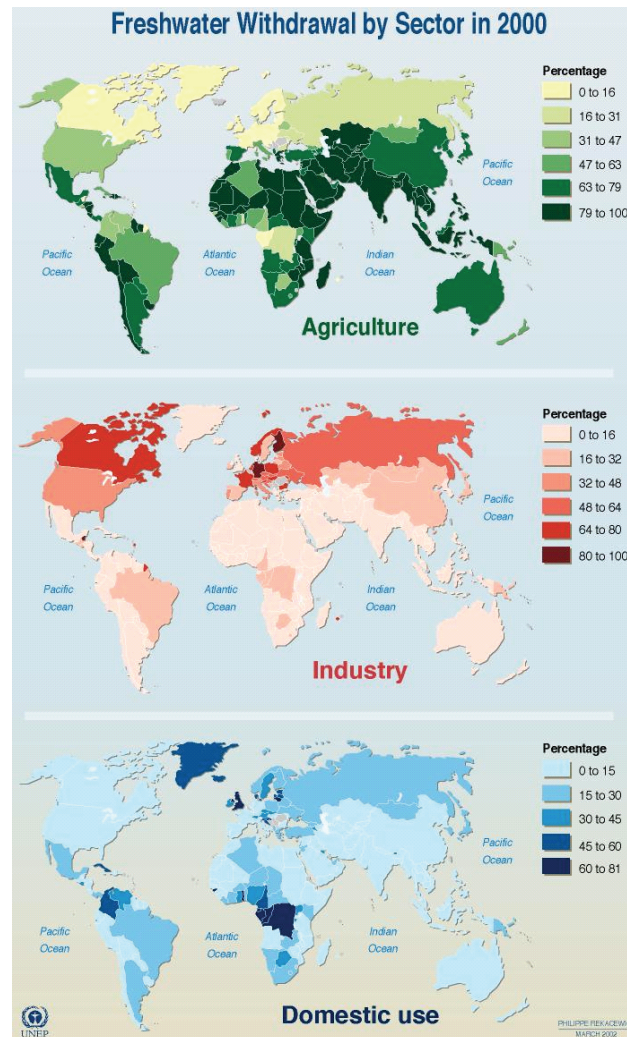 Freshwater Withdrawal by Sector in 2000
Percentage
0 to 16
16 to 31
31 to 47
47 to 63
63 to 79
79 to 100
Pacific
Ocean
Pacific
Ocean
Atlantic
Ocean
Indian
Ocean
Agriculture
Percentage
0 to 16
16 to 32
32 to 48
48 to 64
64 to 80
80 to 100
Pacific
Ocean
Pacific
Ocean
Atlantic
Ocean
Indian
Ocean
Industry
Percentage
0 to 15
15 to 30
30 to 45
45 to 60
60 to 81
Pacific
Ocean
Pacific
Ocean
Atlantic
Ocean
Indian
Ocean
Domestic use
UNEP
PHILIPPE REKACEWI
MARCH 2002